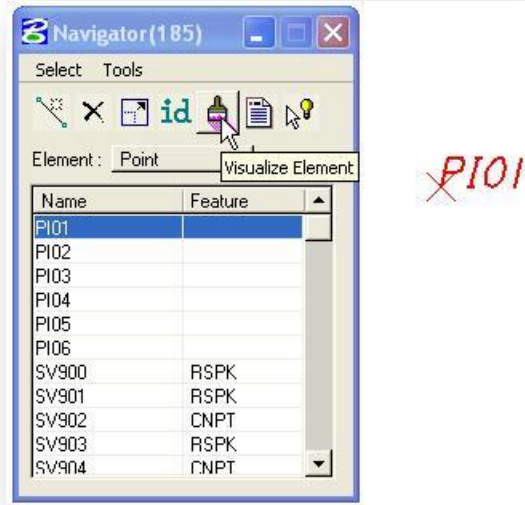 Navigator (185)
Select Tools
id
Element : Point
Visualize Element
PI01
Name Feature
PI01
PI02
PI03
PI04
PI05
PI06
SV900 RSPK
SV901 RSPK
SV902 CNPT
SV903 RSPK
SV904 CNPT